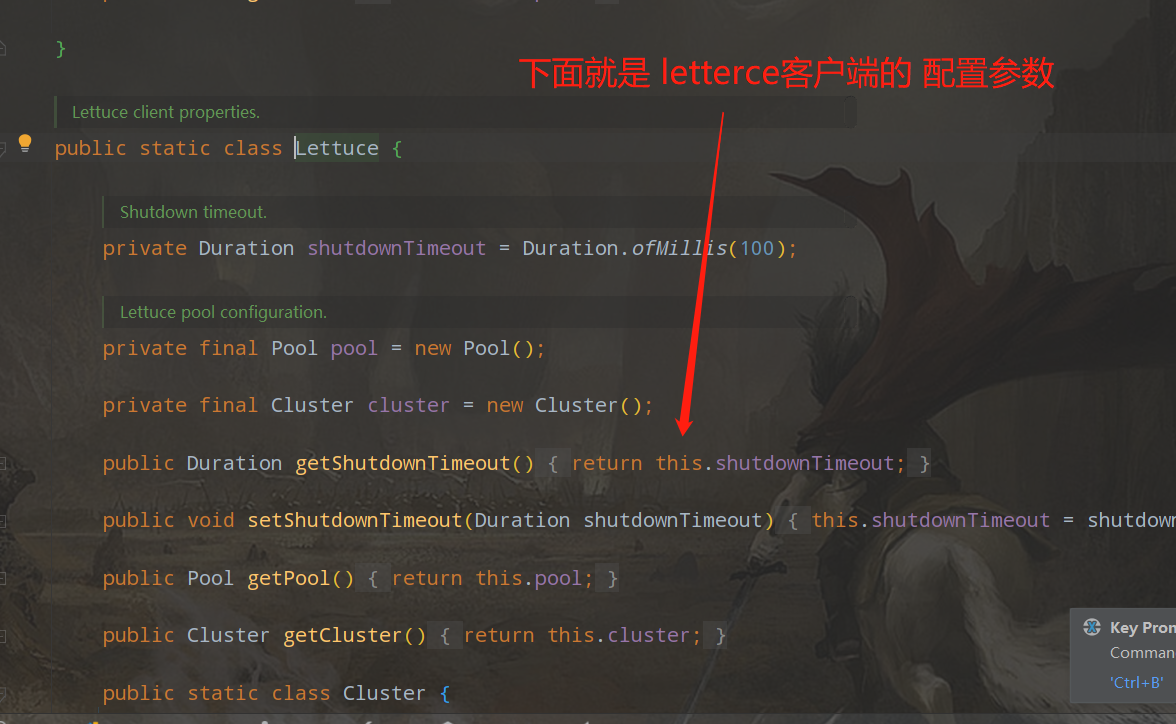 }
下面就是 letterce客户端的 配置参数
Lettuce client properties.
public static class Lettuce {
Shutdown timeout.
private Duration shutdownTimeout = Duration.ofMillis(100);
Lettuce pool configuration.
private final Pool pool = new Pool();
private final Cluster cluster = new Cluster();
public Duration getShutdownTimeout() { return this.shutdownTimeout; }
public void setShutdownTimeout(Duration shutdownTimeout) { this.shutdownTimeout = shutdown
public Pool getPool() { return this.pool; }
public Cluster getCluster() { return this.cluster; }
Key Pron
Comman
'Ctrl+B'
public static class Cluster {